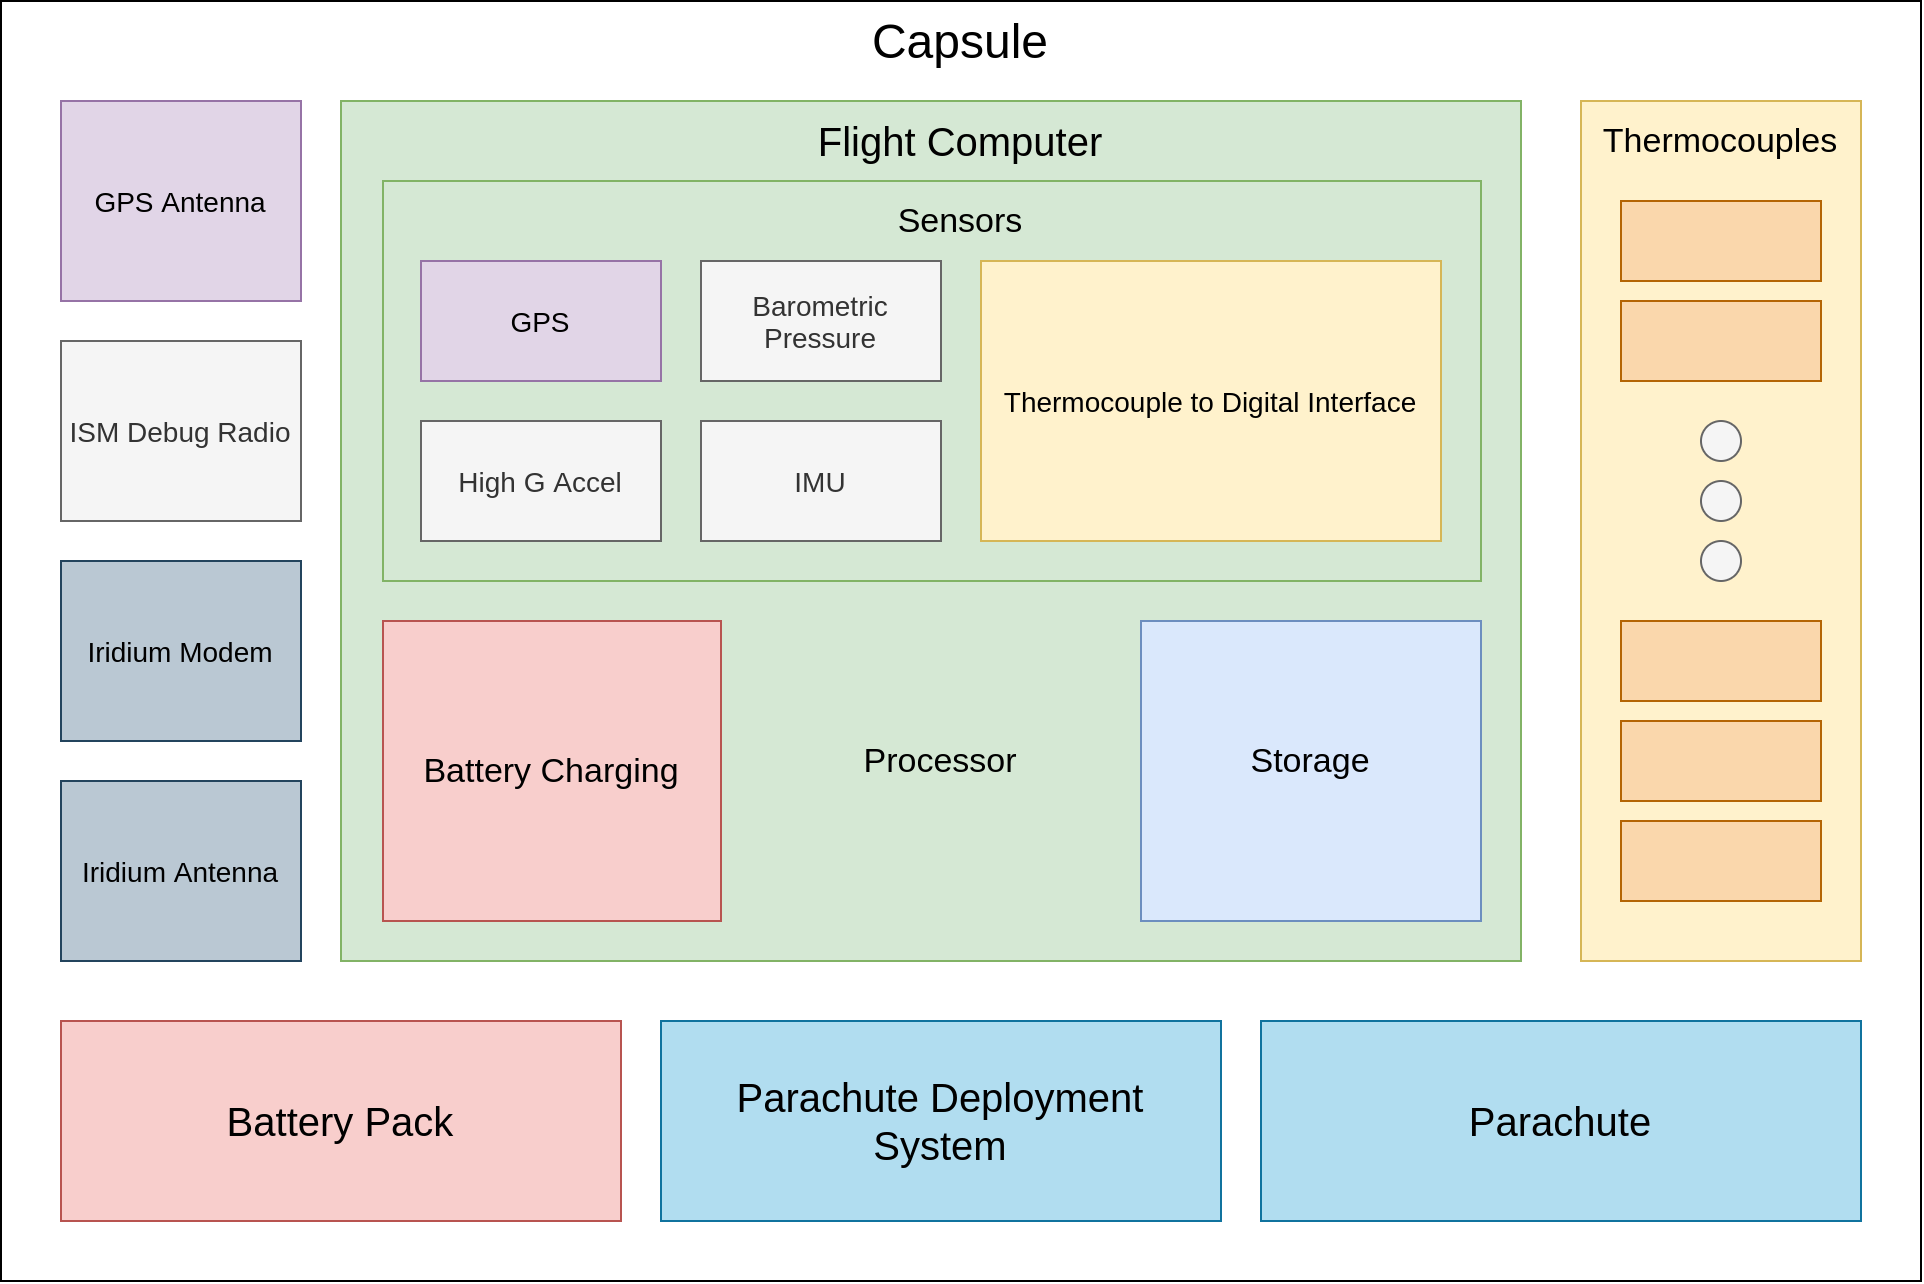 Capsule
GPS Antenna
ISM Debug Radio
Iridium Modem
Iridium Antenna
Flight Computer
Sensors
GPS
Barometric
Pressure
High G Accel
IMU
Thermocouple to Digital Interface
Battery Charging
Processor
Storage
Thermocouples
Battery Pack
Parachute Deployment
System
Parachute